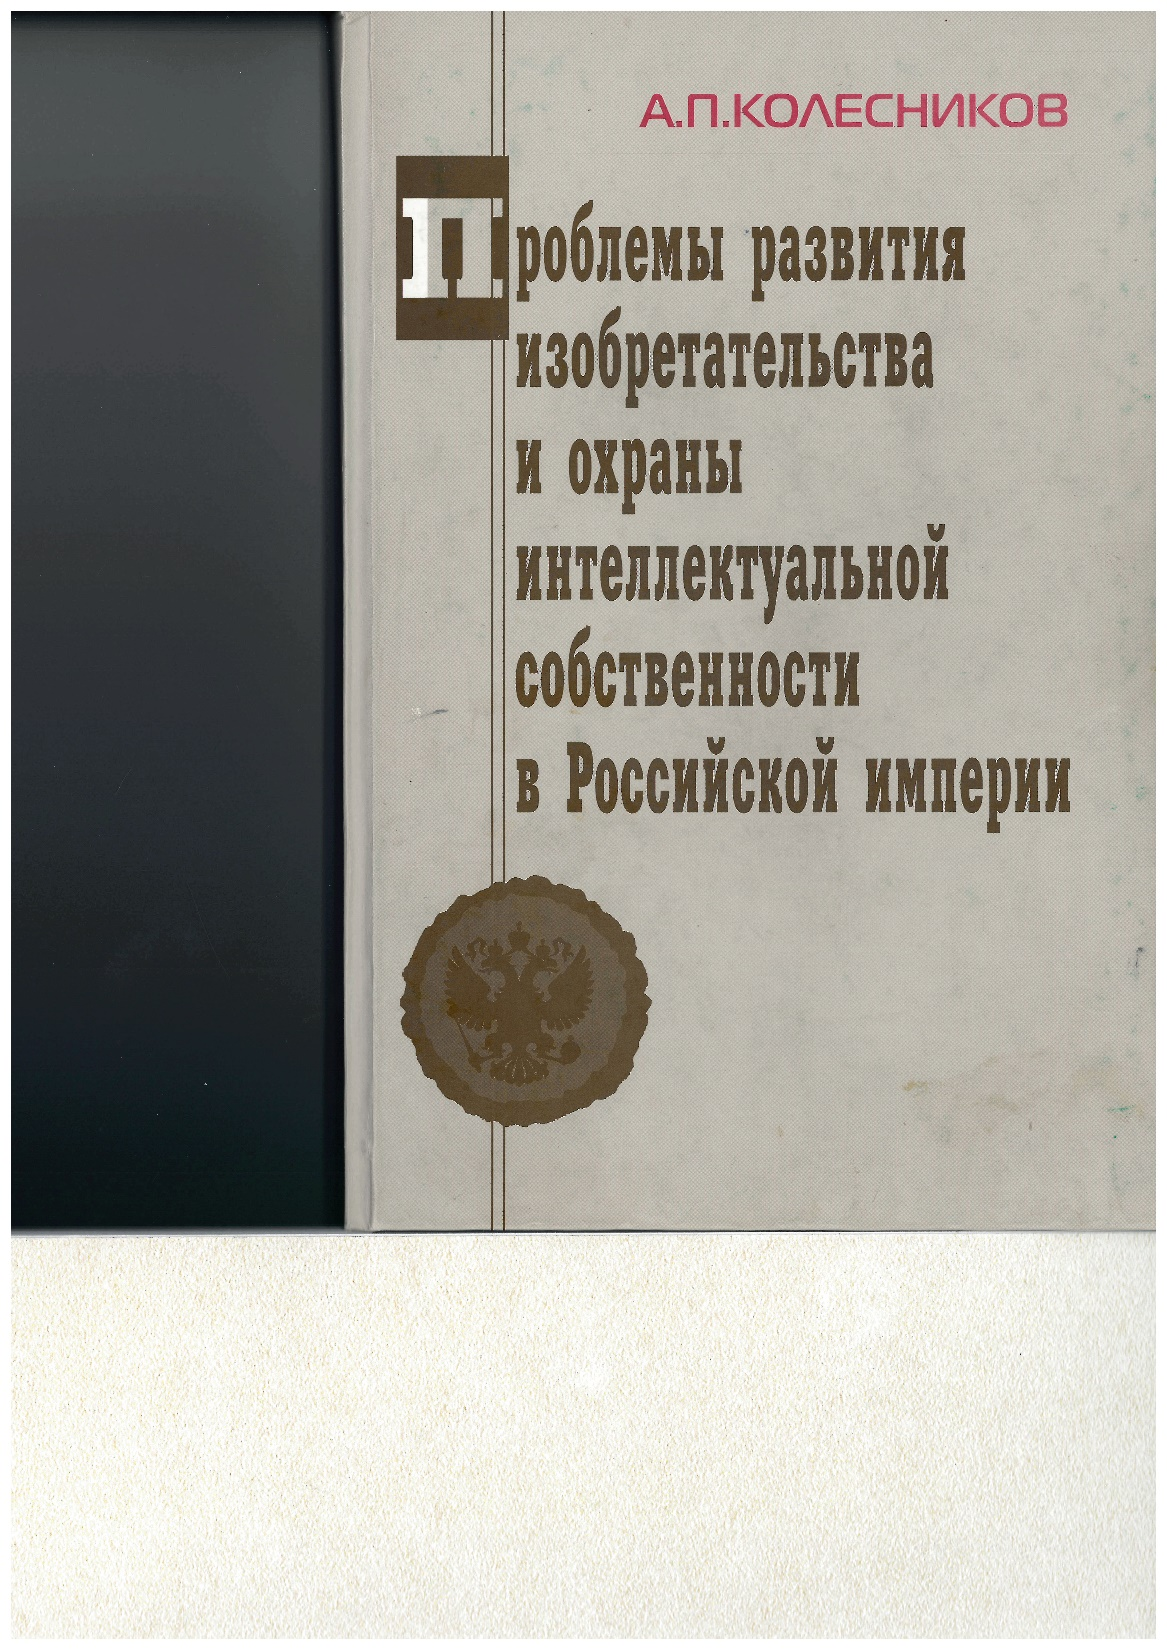 А.П.КОЛЕСНИКОВ
Проблемы развития
изобретательства
и охраны
интеллектуальной
собственности
в Российской империи